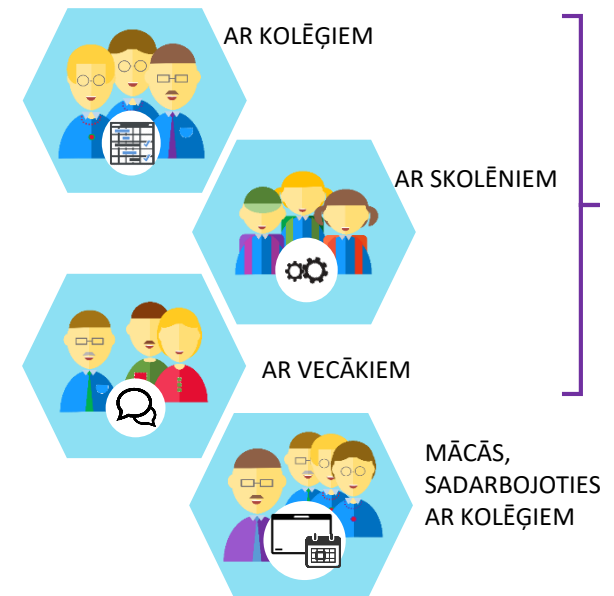 AR KOLĒĢIEM
AR SKOLĒNIEM
AR VECĀKIEM
MĀCĀS,
SADARBOJOTIES
AR KOLĒĢIEM